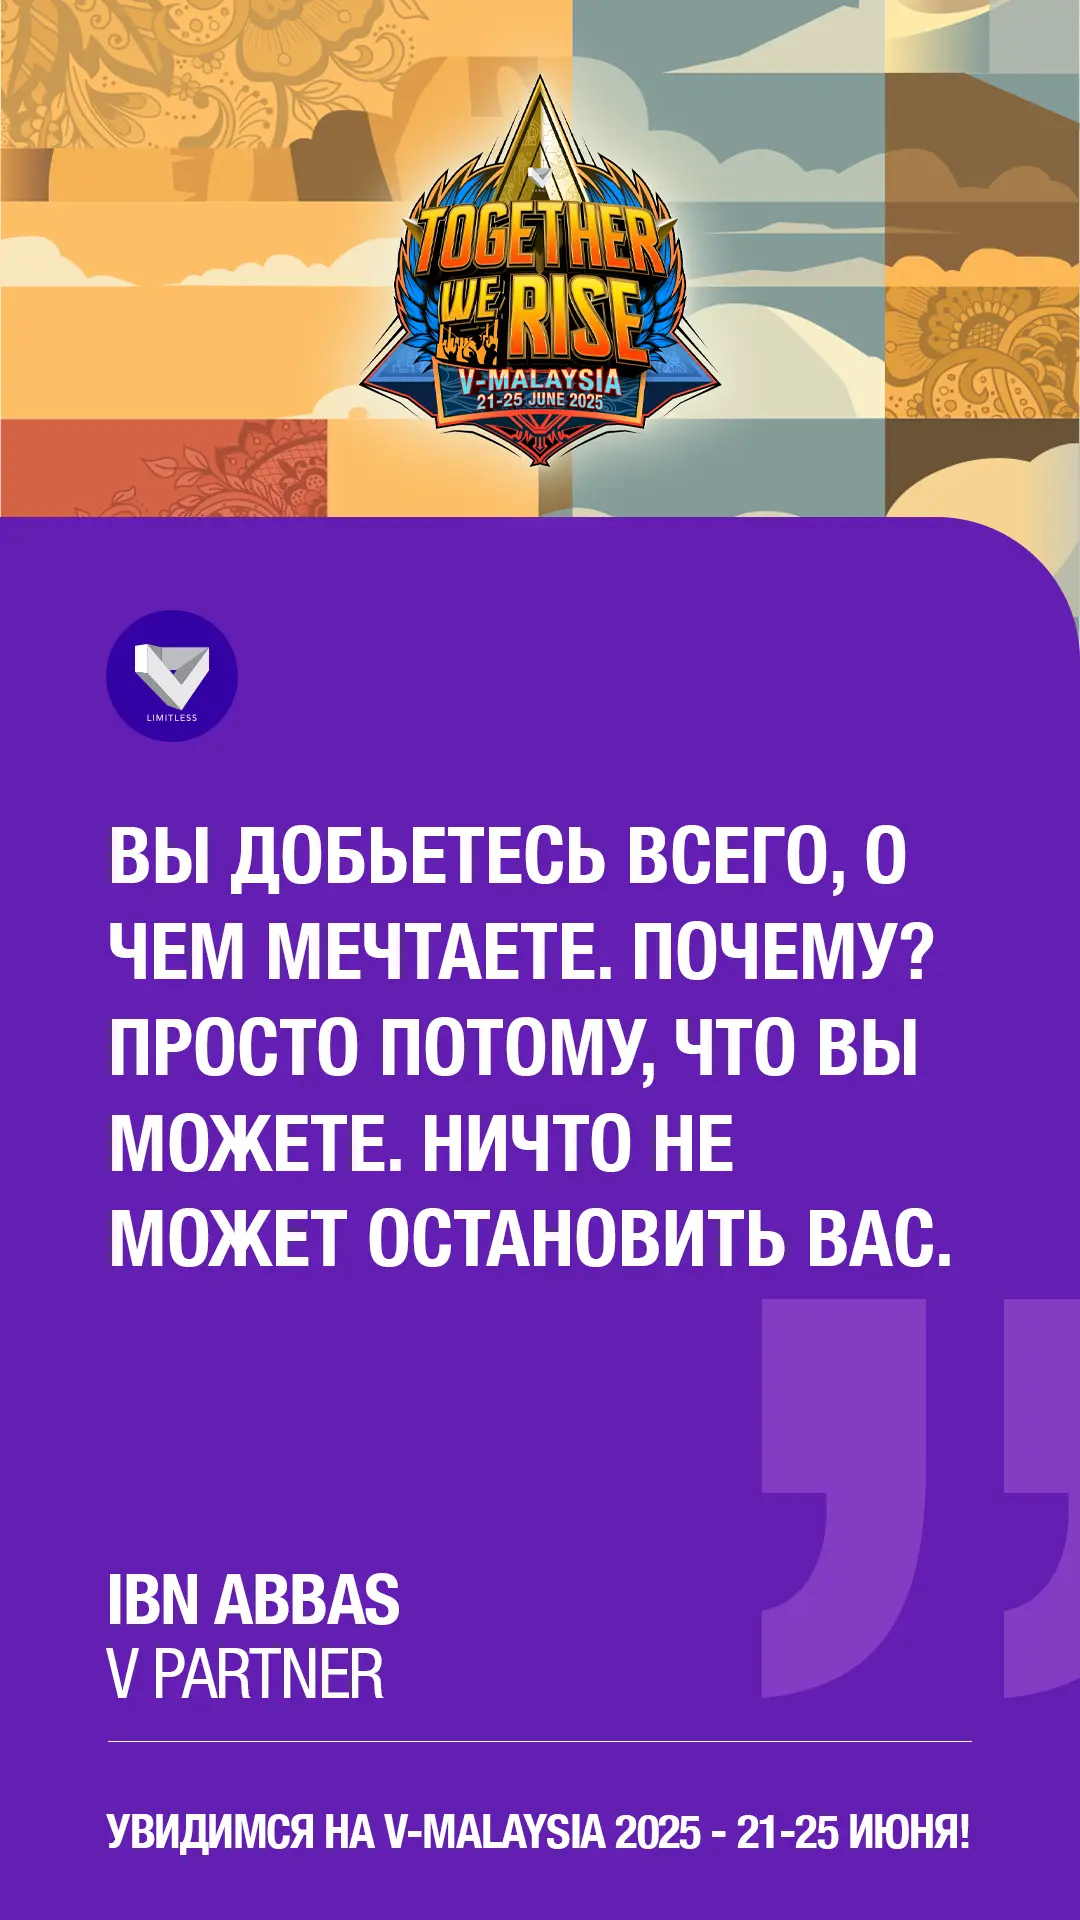 TOGETHER
WE RISE
V-MALAYSIA
21-25 JUNE 2025
LIMITLESS
ВЫ ДОБЬЕТЕСЬ ВСЕГО, О
ЧЕМ МЕЧТАЕТЕ. ПОЧЕМУ?
ПРОСТО ПОТОМУ, ЧТО ВЫ
МОЖЕТЕ. НИЧТО НЕ
МОЖЕТ ОСТАНОВИТЬ ВАС.
IBN ABBAS
V PARTNER
УВИДИМСЯ НА V-MALAYSIA 2025 - 21-25 ИЮНЯ!